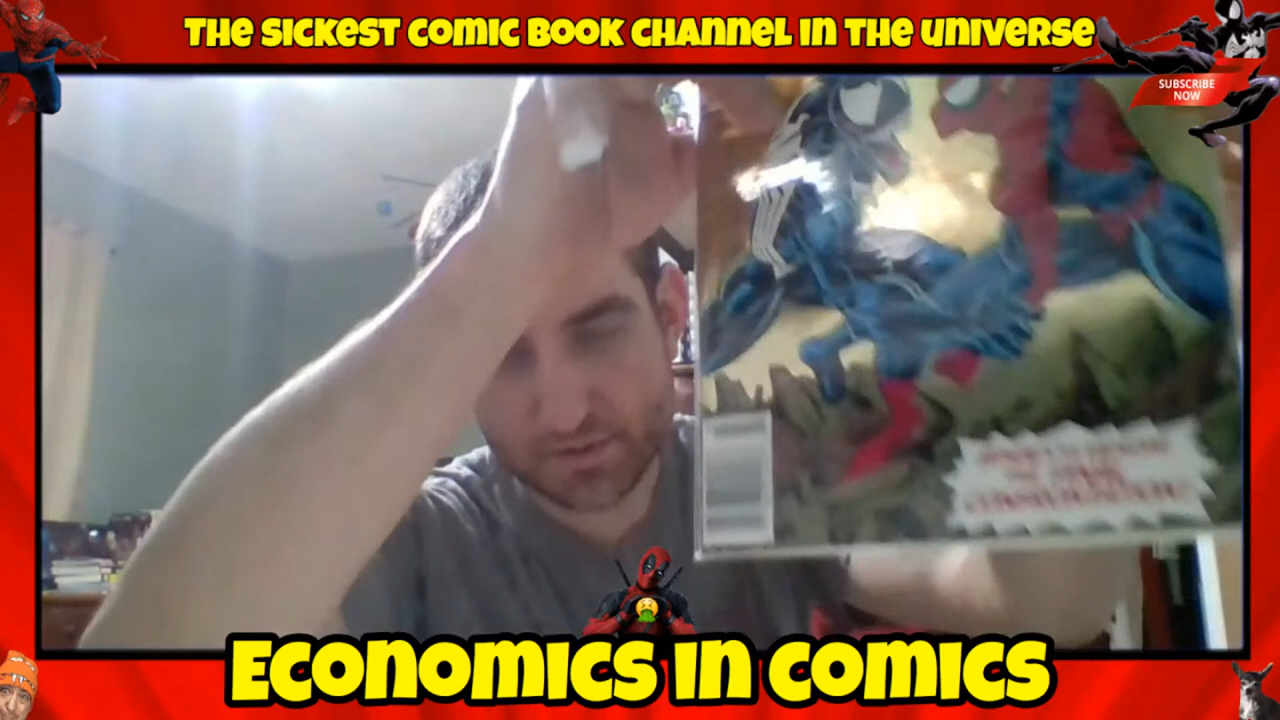 THE SICKEST COMIC BOOK CHANNEL IN THE UNIVERSE
SUBSCRIBE
NOW
ECONOMICS IN COMICS